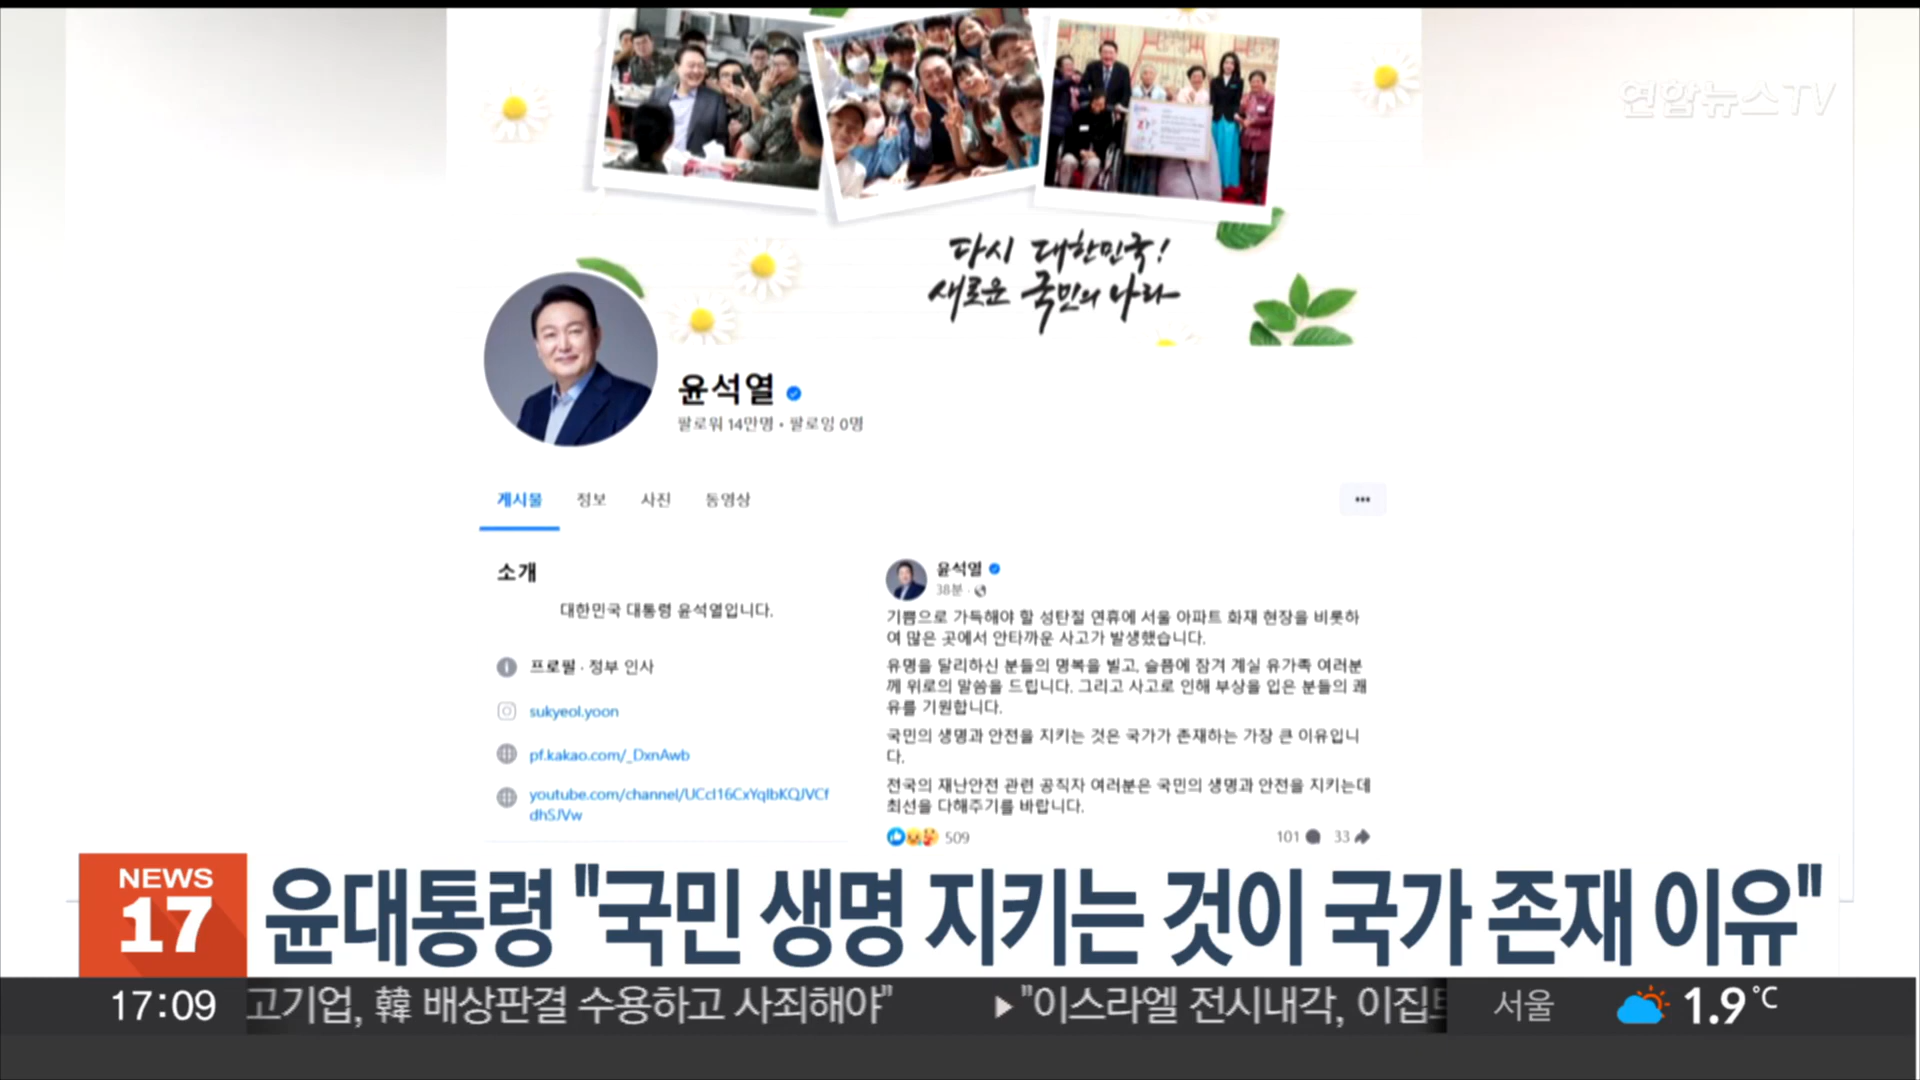 연합뉴스TV
다시 대한민국!
새로운 국민의 나라
윤석열
팔로워 14만명 • 팔로잉 0명
게시물 정보 사진 동영상
소개
대한민국 대통령 윤석열입니다.
프로필 · 정부 인사
sukyeol.yoon
pf.kakao.com/_DxnAwb
youtube.com/channel/UCcl16CxYqlbKQJVCf
dhSJVw
윤석열
38분 ·
기쁨으로 가득해야 할 성탄절 연휴에 서울 아파트 화재 현장을 비롯하
여 많은 곳에서 안타까운 사고가 발생했습니다.
유명을 달리하신 분들의 명복을 빌고, 슬픔에 잠겨 계실 유가족 여러분
께 위로의 말씀을 드립니다. 그리고 사고로 인해 부상을 입은 분들의 쾌
유를 기원합니다.
국민의 생명과 안전을 지키는 것은 국가가 존재하는 가장 큰 이유입니
다.
전국의 재난안전 관련 공직자 여러분은 국민의 생명과 안전을 지키는데
최선을 다해주기를 바랍니다.
509 101 33
NEWS
17
윤대통령 "국민 생명 지키는 것이 국가 존재 이유"
17:09 고기업, 韓 배상판결 수용하고 사죄해야" ▶"이스라엘 전시내각, 이집트 서울 1.9℃